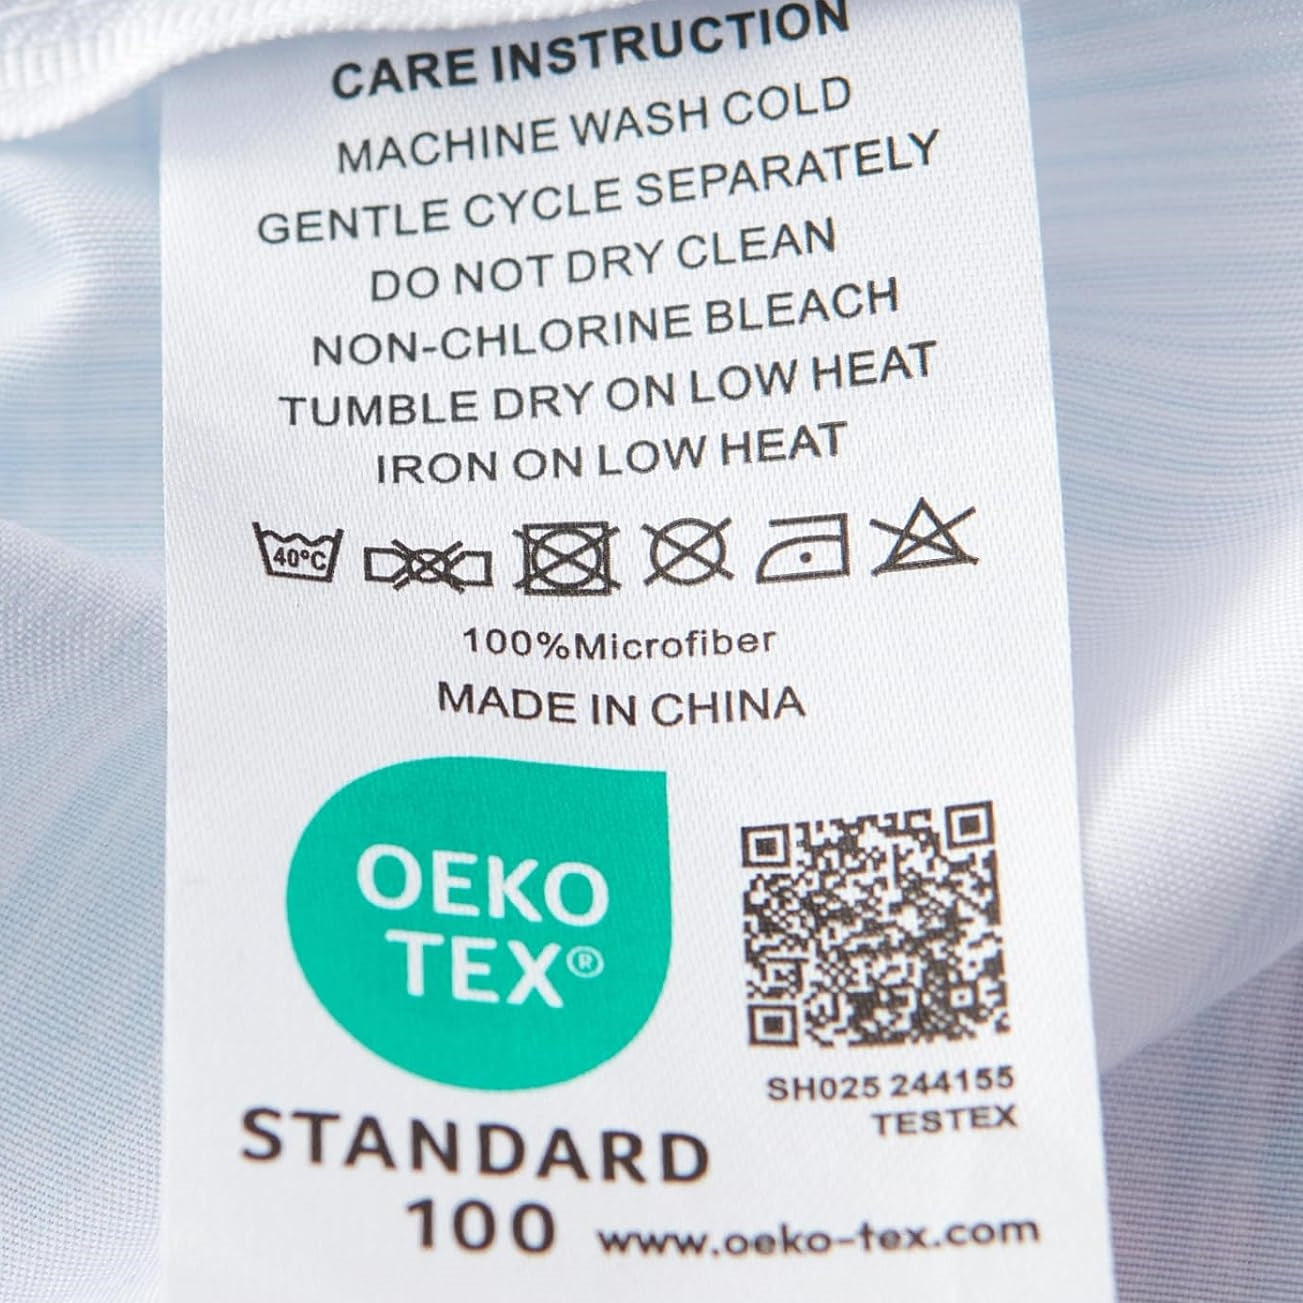 CARE INSTRUCTION
MACHINE WASH COLD
GENTLE CYCLE SEPARATELY
DO NOT DRY CLEAN
NON-CHLORINE BLEACH
TUMBLE DRY ON LOW HEAT
IRON ON LOW HEAT
40°C
100%Microfiber
MADE IN CHINA
OEKO
TEX®
SH025 244155
TESTEX
STANDARD
100
www.oeko-tex.com